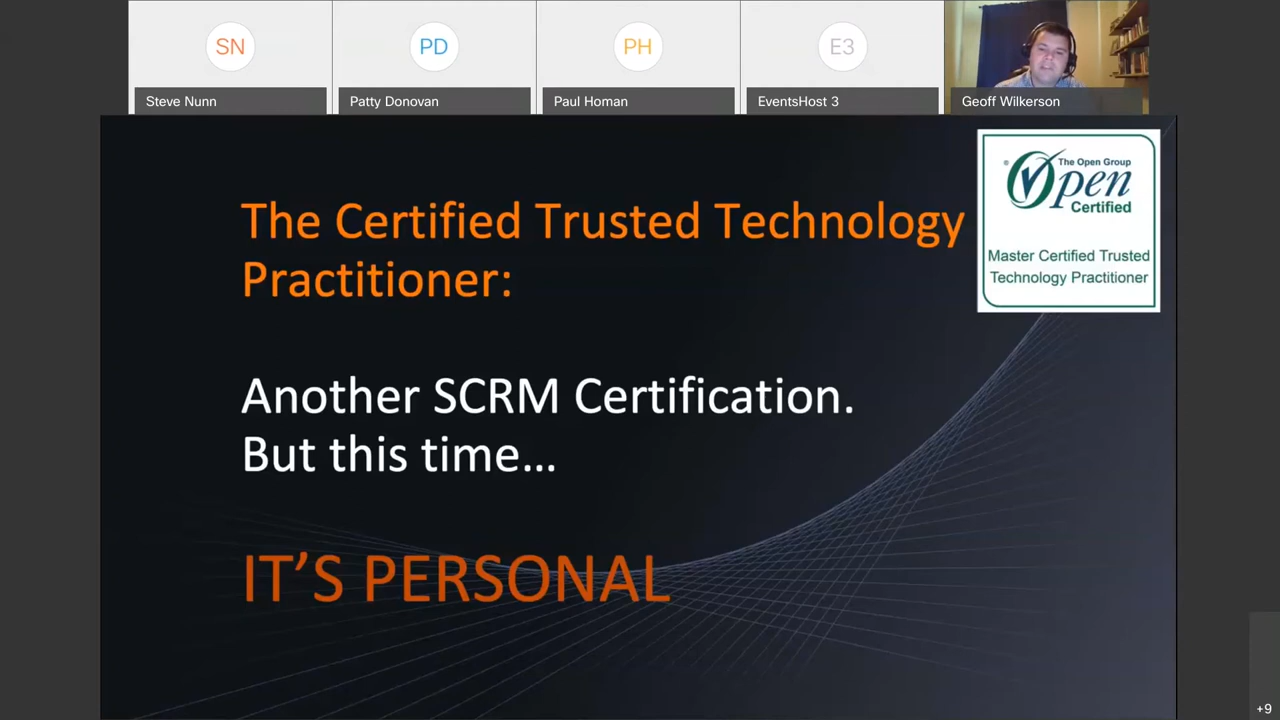 SN
PD
PH
E3
Steve Nunn
Patty Donovan
Paul Homan
EventsHost 3
Geoff Wilkerson
® The Open Group
Open
Certified
Master Certified Trusted
Technology Practitioner
The Certified Trusted Technology
Practitioner:
Another SCRM Certification.
But this time…
IT’S PERSONAL
+9